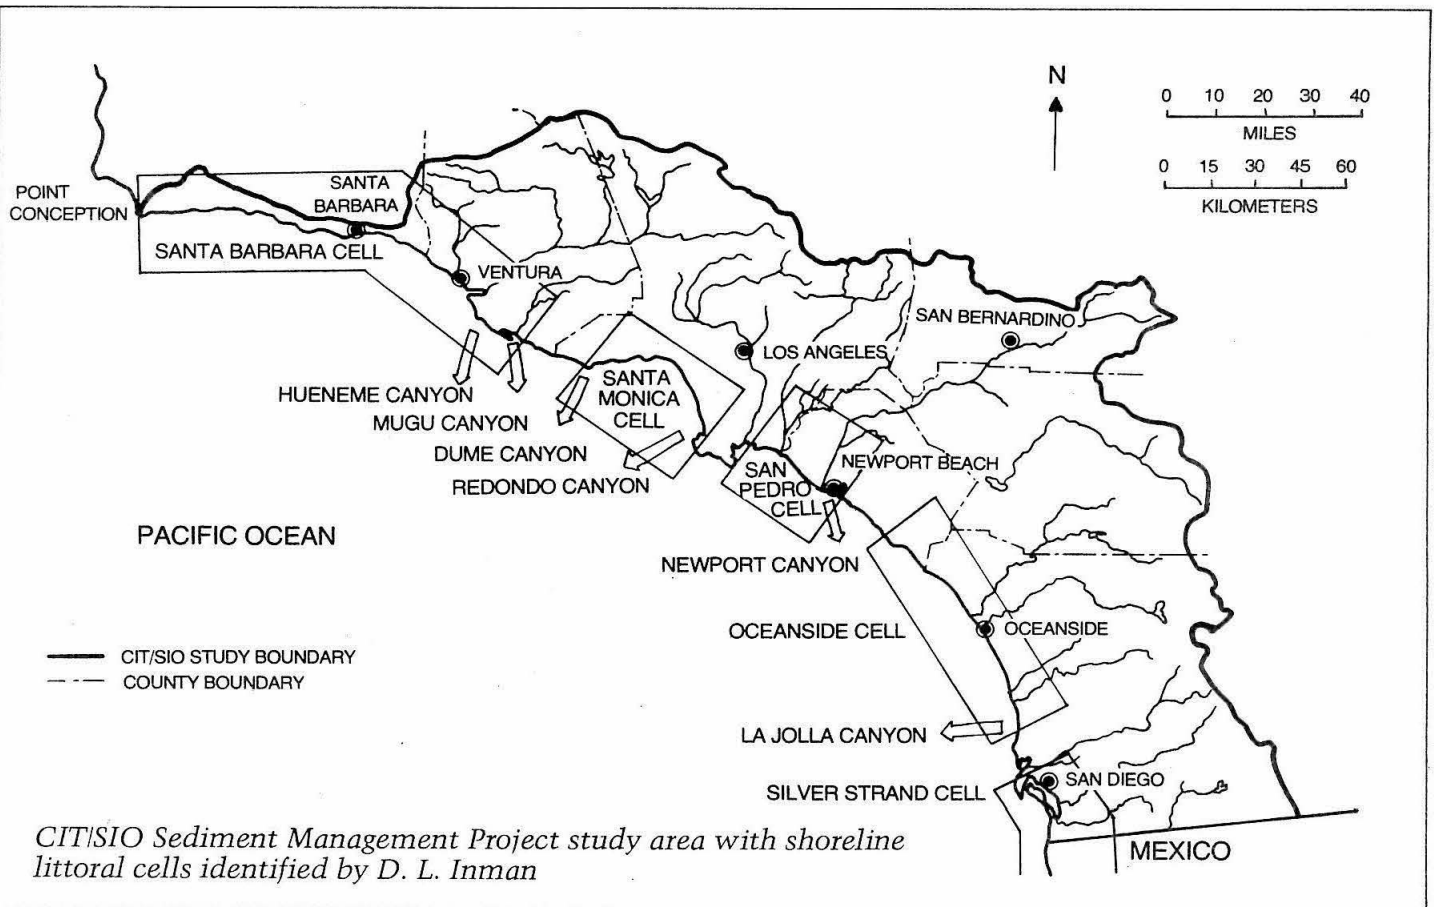 N
0 10 20 30 40
MILES
0 15 30 45 60
KILOMETERS
POINT
CONCEPTION
SANTA
BARBARA
SANTA BARBARA CELL
VENTURA
SAN BERNARDINO
LOS ANGELES
HUENEME CANYON
MUGU CANYON
DUME CANYON
REDONDO CANYON
SANTA
MONICA
CELL
SAN
PEDRO
CELL
NEWPORT BEACH
PACIFIC OCEAN
NEWPORT CANYON
OCEANSIDE CELL
OCEANSIDE
CIT/SIO STUDY BOUNDARY
COUNTY BOUNDARY
LA JOLLA CANYON
SILVER STRAND CELL
SAN DIEGO
MEXICO
CIT/SIO Sediment Management Project study area with shoreline
littoral cells identified by D. L. Inman